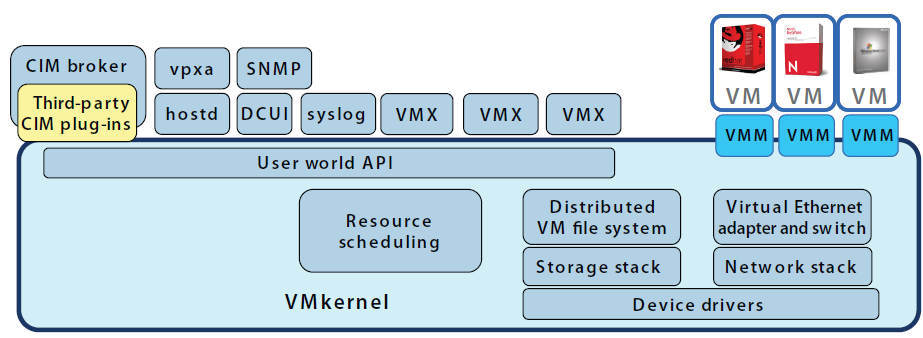 CIM broker
Third-party
CIM plug-ins
vpxa
SNMP
hostd
DCUI
syslog
VMX
VMX
VMX
redhat
NetWare
N
VM
VM
VM
VMM
VMM
VMM
User world API
Resource
scheduling
Distributed
VM file system
Virtual Ethernet
adapter and switch
Storage stack
Network stack
Device drivers
VMkernel